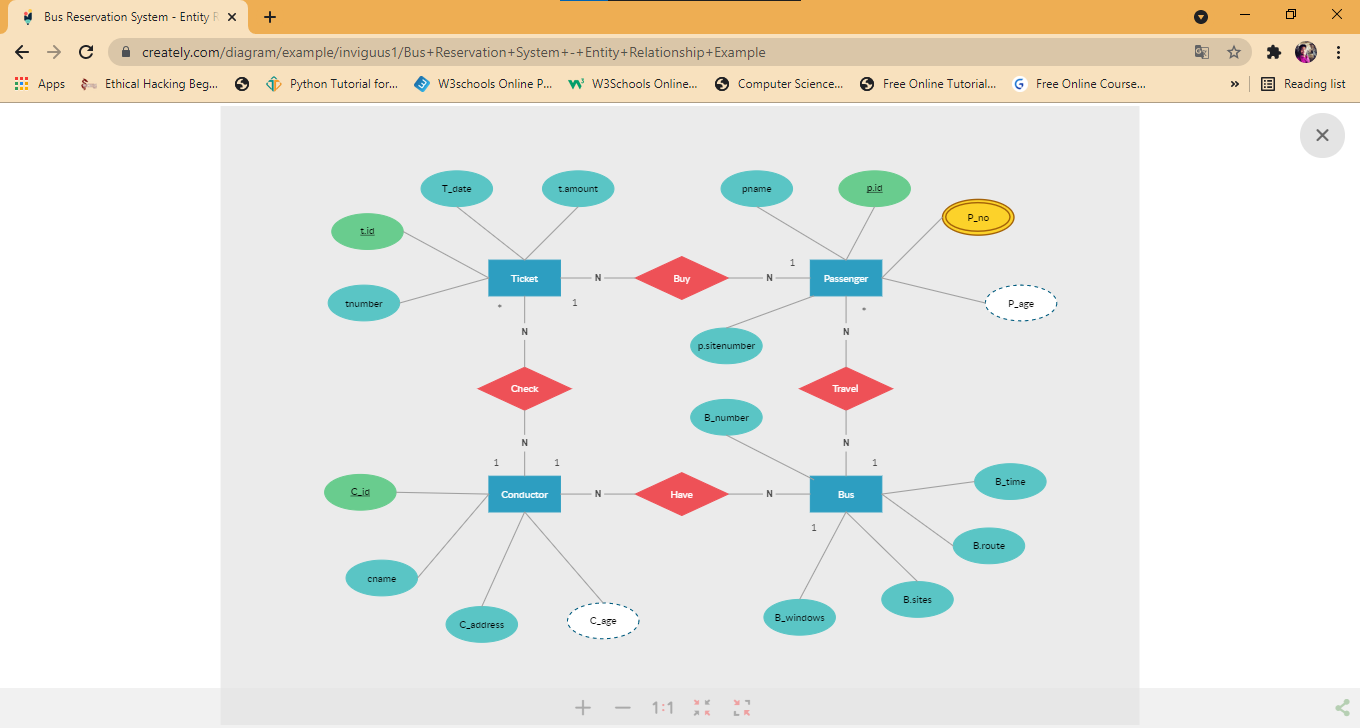 Bus Reservation System - Entity R
creately.com/diagram/example/inviguus1/Bus+Reservation+System+-+Entity+Relationship+Example
Apps
Ethical Hacking Beg...
Python Tutorial for...
W3schools Online P...
W3Schools Online...
Computer Science...
Free Online Tutorial...
Free Online Course...
»
Reading list
T_date
t.amount
pname
p.id
t.id
P_no
tnumber
Ticket
N
Buy
N
1
Passenger
P_age
*
1
*
N
N
p.sitenumber
Check
Travel
B_number
N
N
1
1
1
C_id
Conductor
N
Have
N
Bus
B_time
1
B.route
cname
B.sites
C_address
C_age
B_windows
1:1